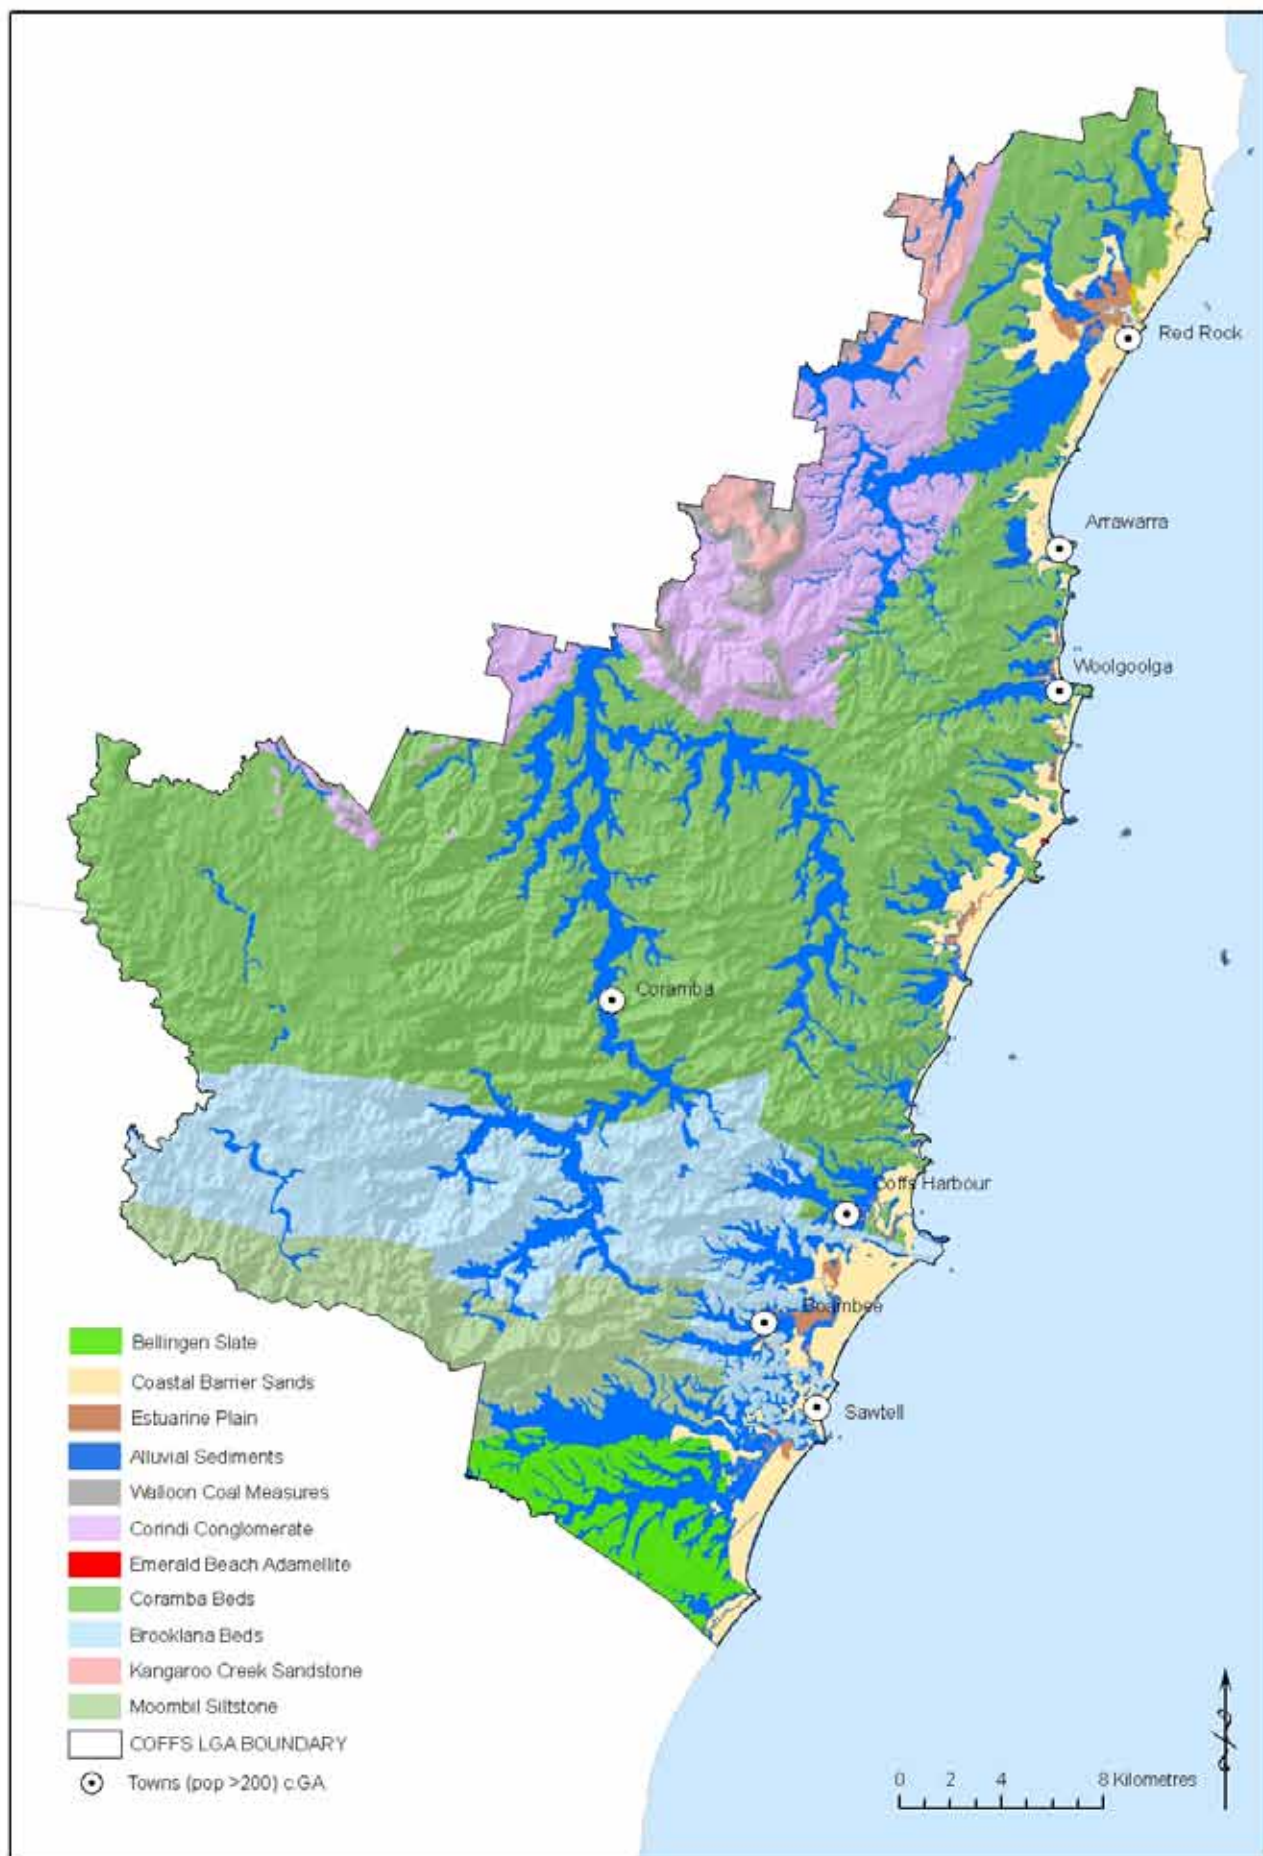 Red Rock
Arrawarra
Woolgoolga
Coramba
Coffs Harbour
Boambee
Sawtell
Bellingen Slate
Coastal Barrier Sands
Estuarine Plain
Alluvial Sediments
Walloon Coal Measures
Corindi Conglomerate
Emerald Beach Adamellite
Coramba Beds
Brooklana Beds
Kangaroo Creek Sandstone
Moombil Siltstone
COFFS LGA BOUNDARY
Towns (pop >200) c.GA
0 2 4 8 Kilometres